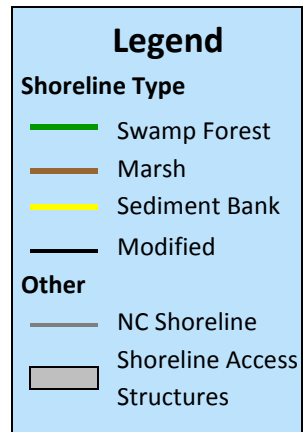 Legend
Shoreline Type
Swamp Forest
Marsh
Sediment Bank
Modified
Other
NC Shoreline
Shoreline Access
Structures